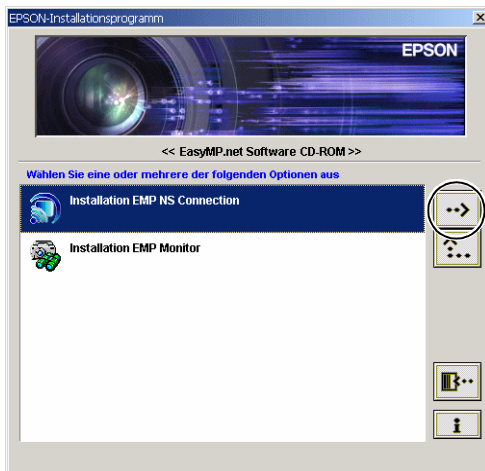 EPSON-Installationsprogramm
EPSON
<< EasyMP.net Software CD-ROM >>
Wählen Sie eine oder mehrere der folgenden Optionen aus
Installation EMP NS Connection
Installation EMP Monitor